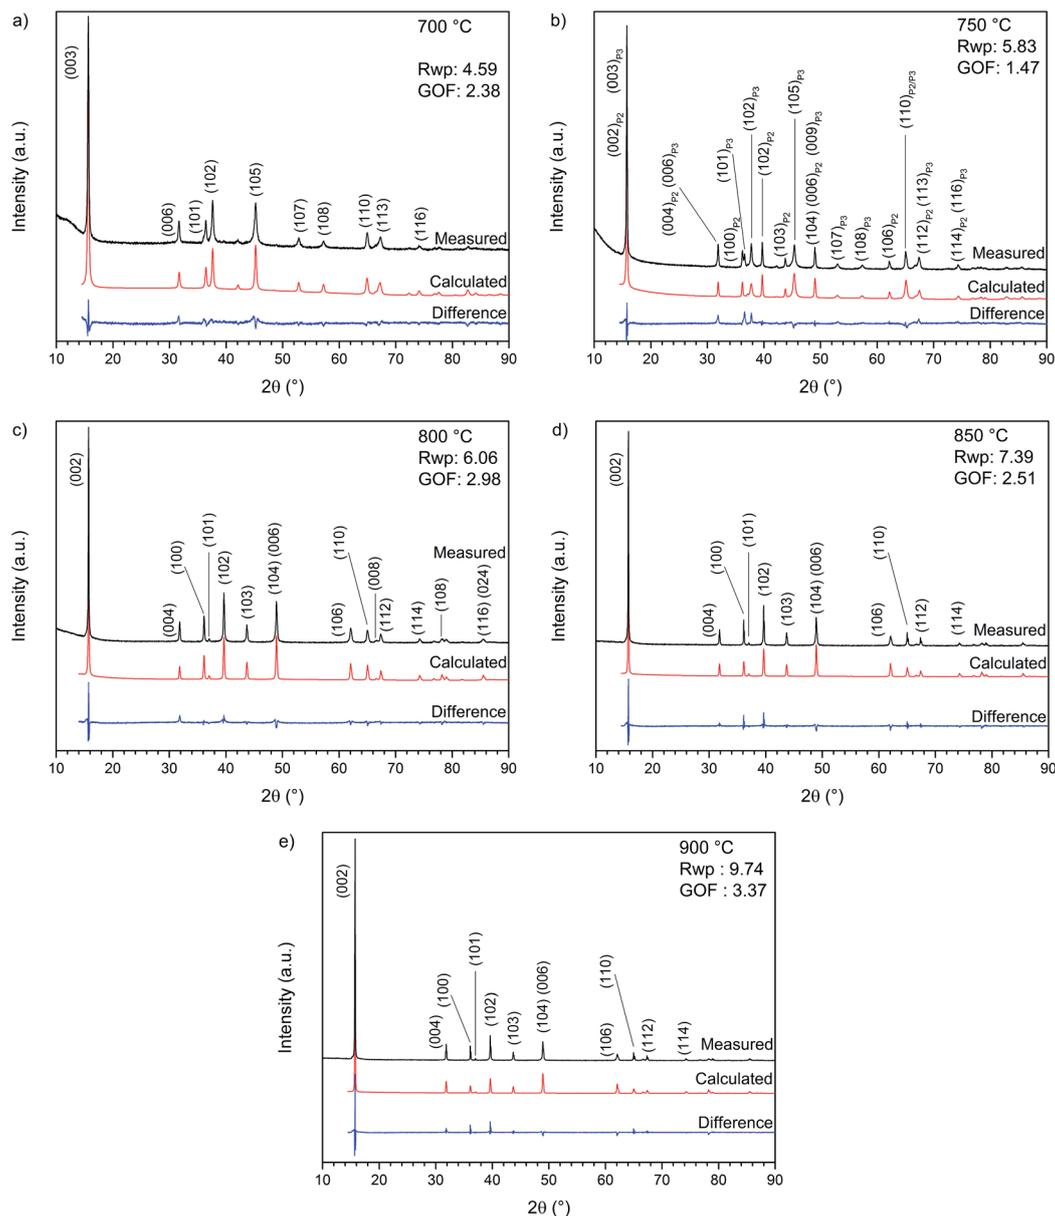 a)
700 °C
Rwp: 4.59
GOF: 2.38
Intensity (a.u.)
(003)
(006)
(101)
(102)
(105)
(107)
(108)
(110)
(113)
(116)
Measured
Calculated
Difference
10 20 30 40 50 60 70 80 90
2θ (°)
b)
750 °C
Rwp: 5.83
GOF: 1.47
Intensity (a.u.)
(002)P2 (003)P3
(004)P2 (006)P3
(100)P2
(101)P3
(102)P3
(102)P2
(103)P2
(105)P3
(104) (006)P2 (009)P3
(107)P3
(108)P3
(106)P2
(110)P2/P3
(112)P2 (113)P3
(114)P2 (116)P3
Measured
Calculated
Difference
10 20 30 40 50 60 70 80 90
2θ (°)
c)
800 °C
Rwp: 6.06
GOF: 2.98
Intensity (a.u.)
(002)
(004)
(100)
(101)
(102)
(103)
(104) (006)
(106)
(110)
(008)
(112)
(114)
(108)
(116) (024)
Measured
Calculated
Difference
10 20 30 40 50 60 70 80 90
2θ (°)
d)
850 °C
Rwp: 7.39
GOF: 2.51
Intensity (a.u.)
(002)
(004)
(100)
(101)
(102)
(103)
(104) (006)
(106)
(110)
(112)
(114)
Measured
Calculated
Difference
10 20 30 40 50 60 70 80 90
2θ (°)
e)
900 °C
Rwp : 9.74
GOF : 3.37
Intensity (a.u.)
(002)
(004)
(100)
(101)
(102)
(103)
(104) (006)
(106)
(110)
(112)
(114)
Measured
Calculated
Difference
10 20 30 40 50 60 70 80 90
2θ (°)